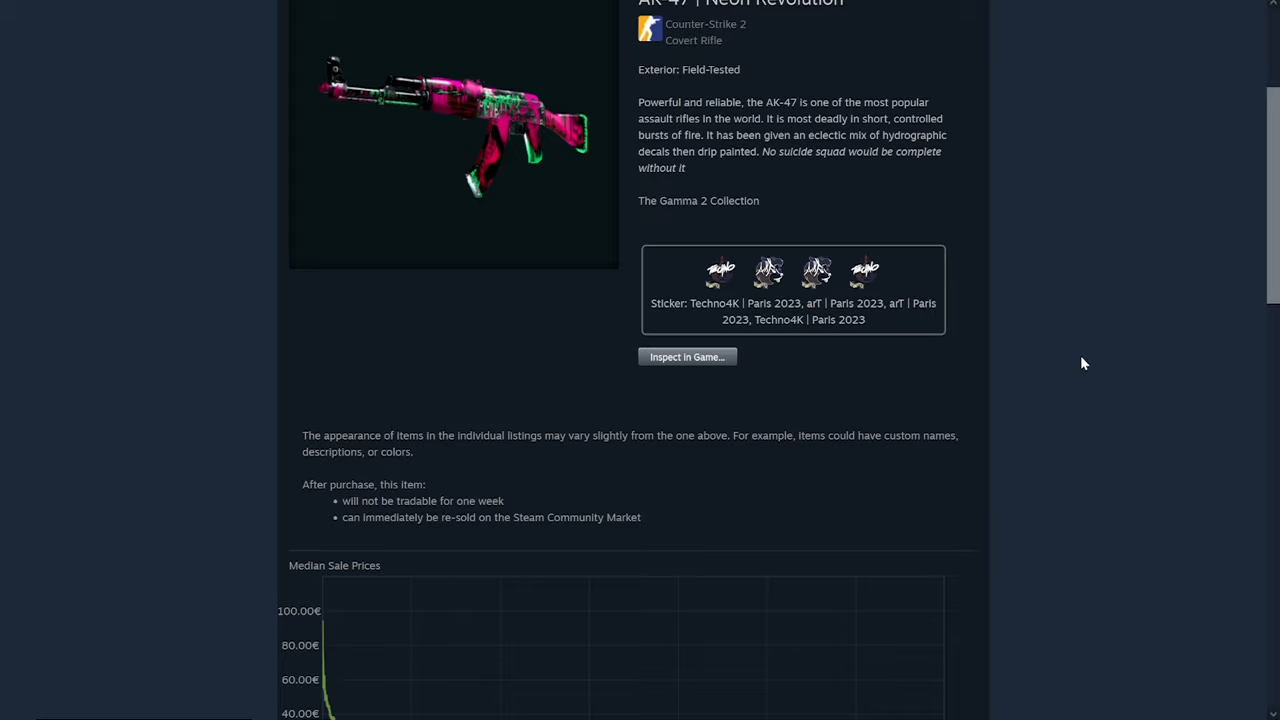 AK-47 | Neon Revolution
Counter-Strike 2
Covert Rifle
Exterior: Field-Tested
Powerful and reliable, the AK-47 is one of the most popular
assault rifles in the world. It is most deadly in short, controlled
bursts of fire. It has been given an eclectic mix of hydrographic
decals then drip painted. No suicide squad would be complete
without it
The Gamma 2 Collection
Sticker: Techno4K | Paris 2023, arT | Paris 2023, arT | Paris
2023, Techno4K | Paris 2023
Inspect in Game...
The appearance of items in the individual listings may vary slightly from the one above. For example, items could have custom names,
descriptions, or colors.
After purchase, this item:
• will not be tradable for one week
• can immediately be re-sold on the Steam Community Market
Median Sale Prices
100.00€
80.00€
60.00€
40.00€